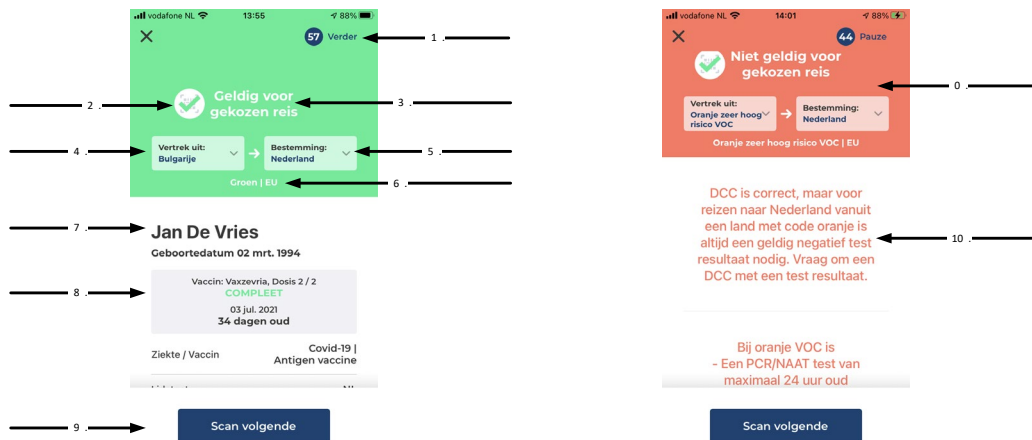 vodafone NL 13:55 88%
57 Verder
1 .
2 .
Geldig voor
gekozen reis
3 .
4 .
Vertrek uit:
Bulgarije
Bestemming:
Nederland
5 .
Groen | EU
6 .
7 .
Jan De Vries
Geboortedatum 02 mrt. 1994
8 .
Vaccin: Vaxzevria, Dosis 2 / 2
COMPLEET
03 jul. 2021
34 dagen oud
Ziekte / Vaccin
Covid-19 |
Antigen vaccine
9 .
Scan volgende
vodafone NL 14:01 88%
44 Pauze
Niet geldig voor
gekozen reis
0 .
Vertrek uit:
Oranje zeer hoog
risico VOC
Bestemming:
Nederland
Oranje zeer hoog risico VOC | EU
DCC is correct, maar voor
reizen naar Nederland vanuit
een land met code oranje is
altijd een geldig negatief test
resultaat nodig. Vraag om een
DCC met een test resultaat.
10 .
Bij oranje VOC is
- Een PCR/NAAT test van
maximaal 24 uur oud
Scan volgende